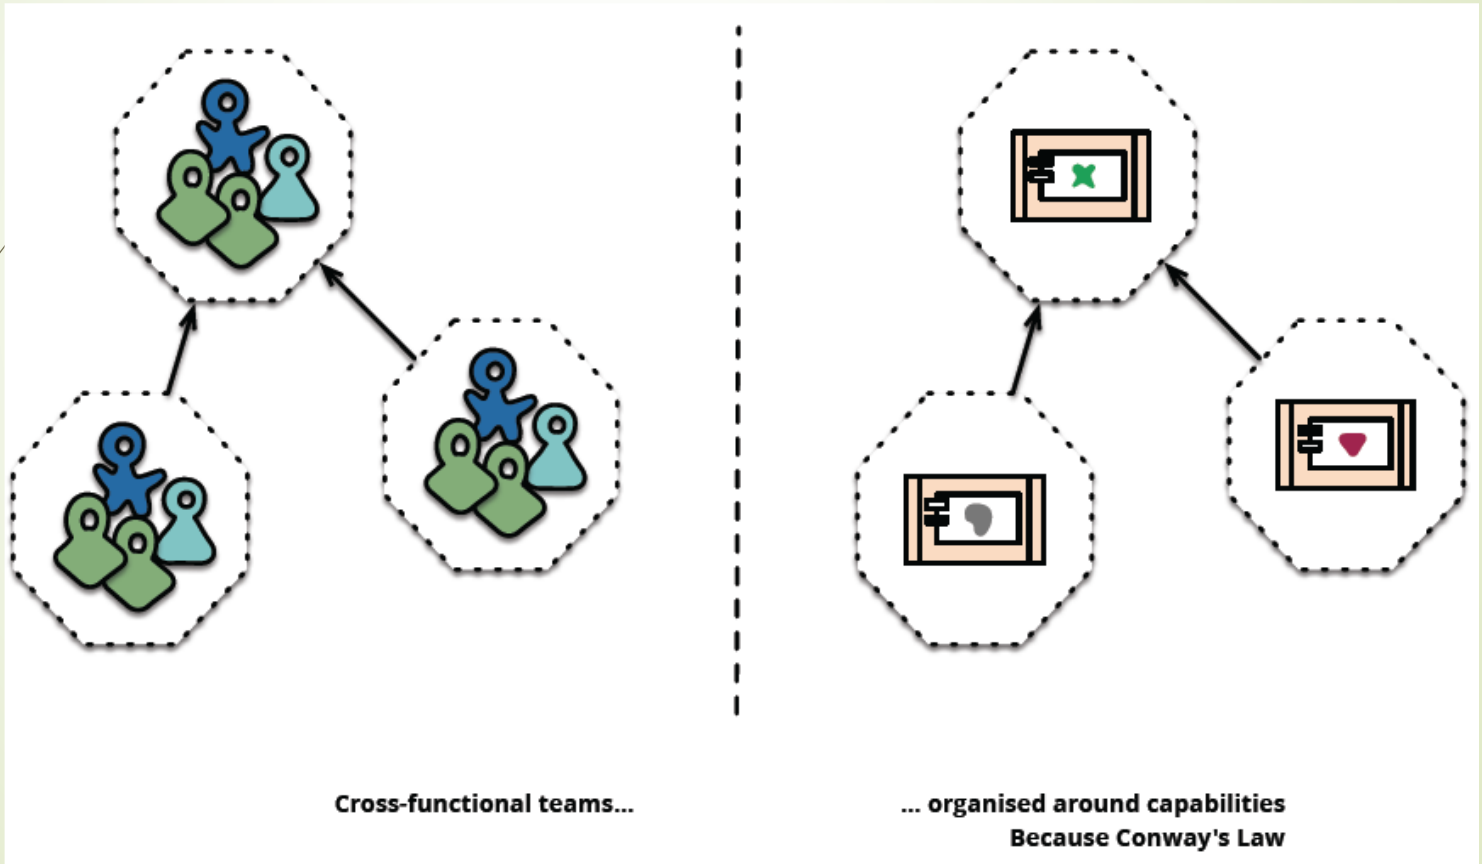 Cross-functional teams...
... organised around capabilities
Because Conway's Law